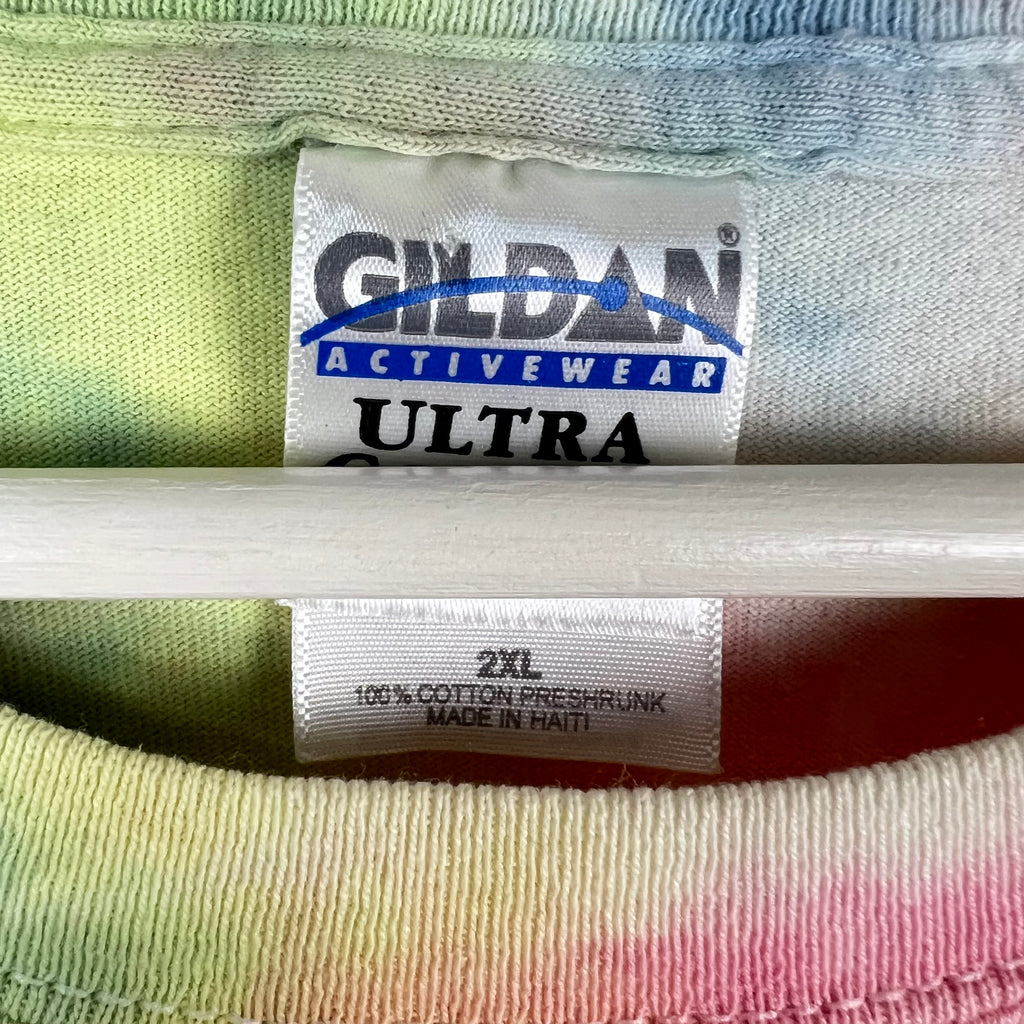 GILDAN®
ACTIVEWEAR
ULTRA
2XL
100% COTTON PRESHRUNK
MADE IN HAITI